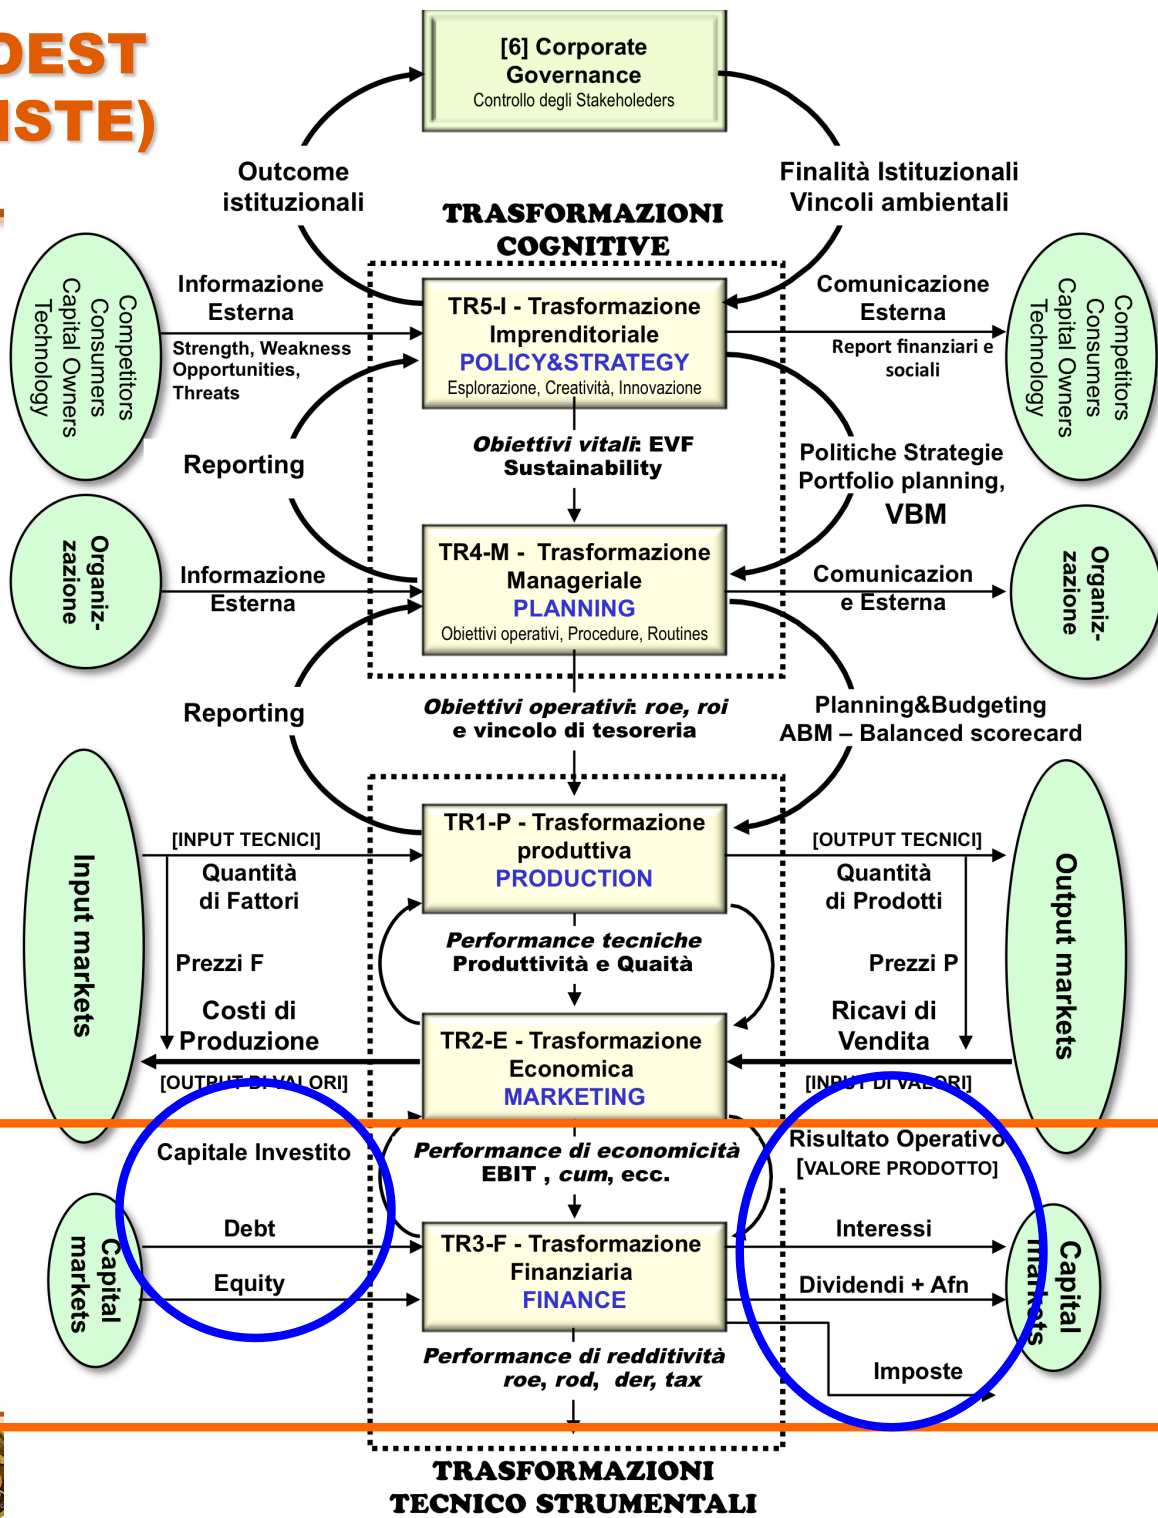 OEST
ISTE)
[6] Corporate
Governance
Controllo degli Stakeholeders
Outcome
istituzionali
Finalità Istituzionali
Vincoli ambientali
TRASFORMAZIONI
COGNITIVE
Competitors
Consumers
Capital Owners
Technology
Informazione
Esterna
Strength, Weakness
Opportunities,
Threats
TR5-I - Trasformazione
Imprenditoriale
POLICY&STRATEGY
Esplorazione, Creatività, Innovazione
Comunicazione
Esterna
Report finanziari e
sociali
Competitors
Consumers
Capital Owners
Technology
Reporting
Obiettivi vitali: EVF
Sustainability
Politiche Strategie
Portfolio planning,
VBM
Organiz-
zazione
Informazione
Esterna
TR4-M - Trasformazione
Manageriale
PLANNING
Obiettivi operativi, Procedure, Routines
Comunicazion
e Esterna
Organiz-
zazione
Reporting
Obiettivi operativi: roe, roi
e vincolo di tesoreria
Planning&Budgeting
ABM – Balanced scorecard
Input markets
[INPUT TECNICI]
Quantità
di Fattori
Prezzi F
Costi di
Produzione
[OUTPUT DI VALORI]
TR1-P - Trasformazione
produttiva
PRODUCTION
Performance tecniche
Produttività e Quaità
TR2-E - Trasformazione
Economica
MARKETING
[OUTPUT TECNICI]
Quantità
di Prodotti
Prezzi P
Ricavi di
Vendita
[INPUT DI VALORI]
Output markets
Capitale Investito
Performance di economicità
EBIT , cum, ecc.
Risultato Operativo
[VALORE PRODOTTO]
Capital
markets
Debt
Equity
TR3-F - Trasformazione
Finanziaria
FINANCE
Interessi
Dividendi + Afn
Imposte
Capital
markets
Performance di redditività
roe, rod, der, tax
TRASFORMAZIONI
TECNICO STRUMENTALI